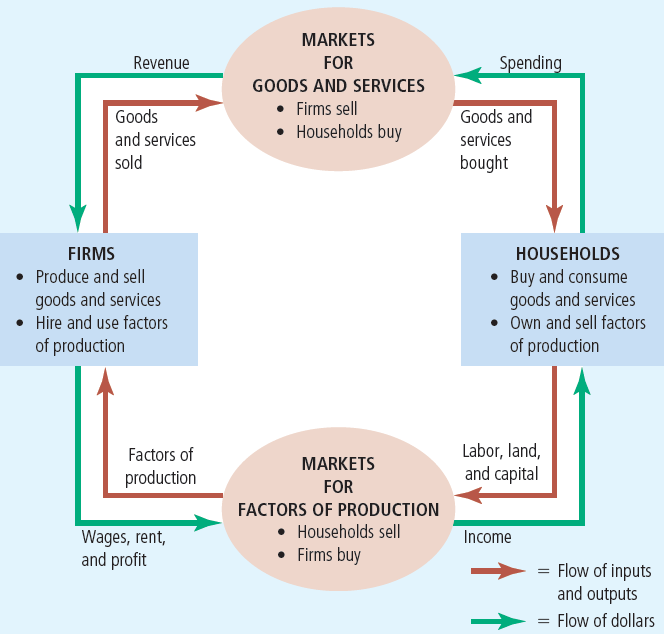 MARKETS
FOR
GOODS AND SERVICES
• Firms sell
• Households buy
Revenue
Spending
Goods
and services
sold
Goods and
services
bought
FIRMS
• Produce and sell
goods and services
• Hire and use factors
of production
HOUSEHOLDS
• Buy and consume
goods and services
• Own and sell factors
of production
Factors of
production
Labor, land,
and capital
MARKETS
FOR
FACTORS OF PRODUCTION
• Households sell
• Firms buy
Wages, rent,
and profit
Income
= Flow of inputs
and outputs
= Flow of dollars